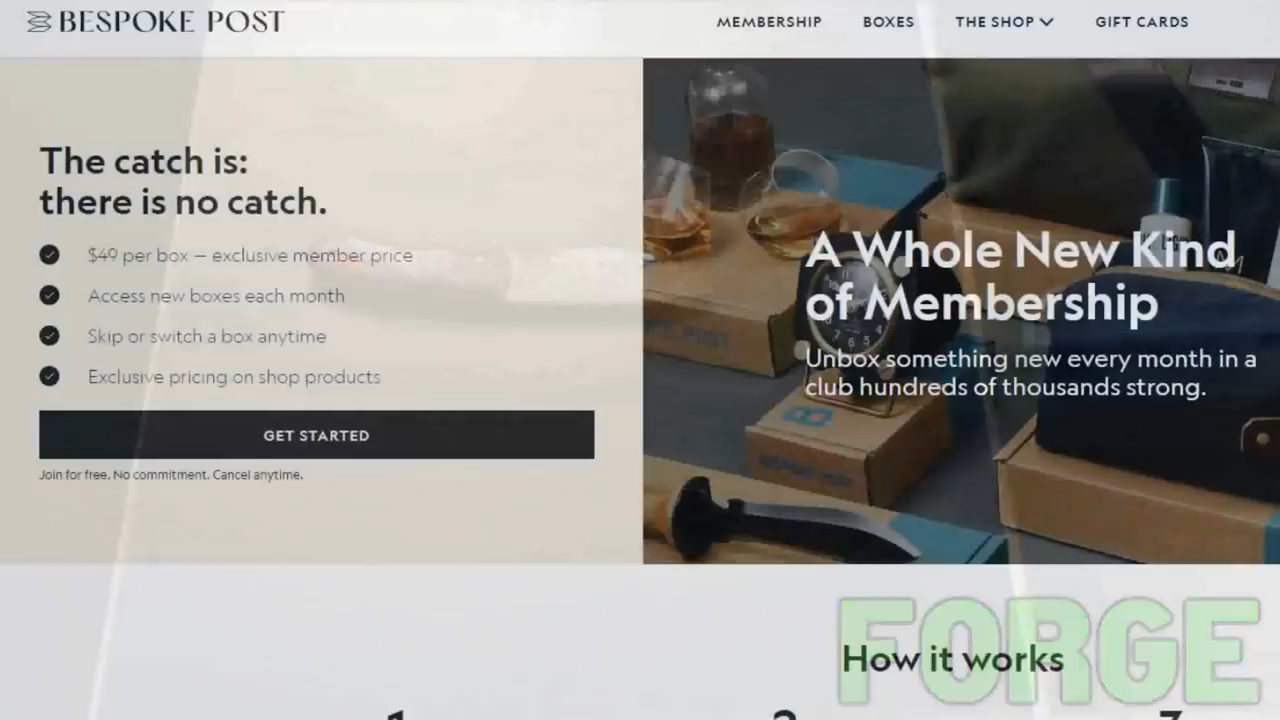 BESPOKE POST
MEMBERSHIP
BOXES
THE SHOP
GIFT CARDS
The catch is:
there is no catch.
$49 per box – exclusive member price
Access new boxes each month
Skip or switch a box anytime
Exclusive pricing on shop products
GET STARTED
Join for free. No commitment. Cancel anytime.
A Whole New Kind
of Membership
Unbox something new every month in a
club hundreds of thousands strong.
How it works
FORGE
1
2
3